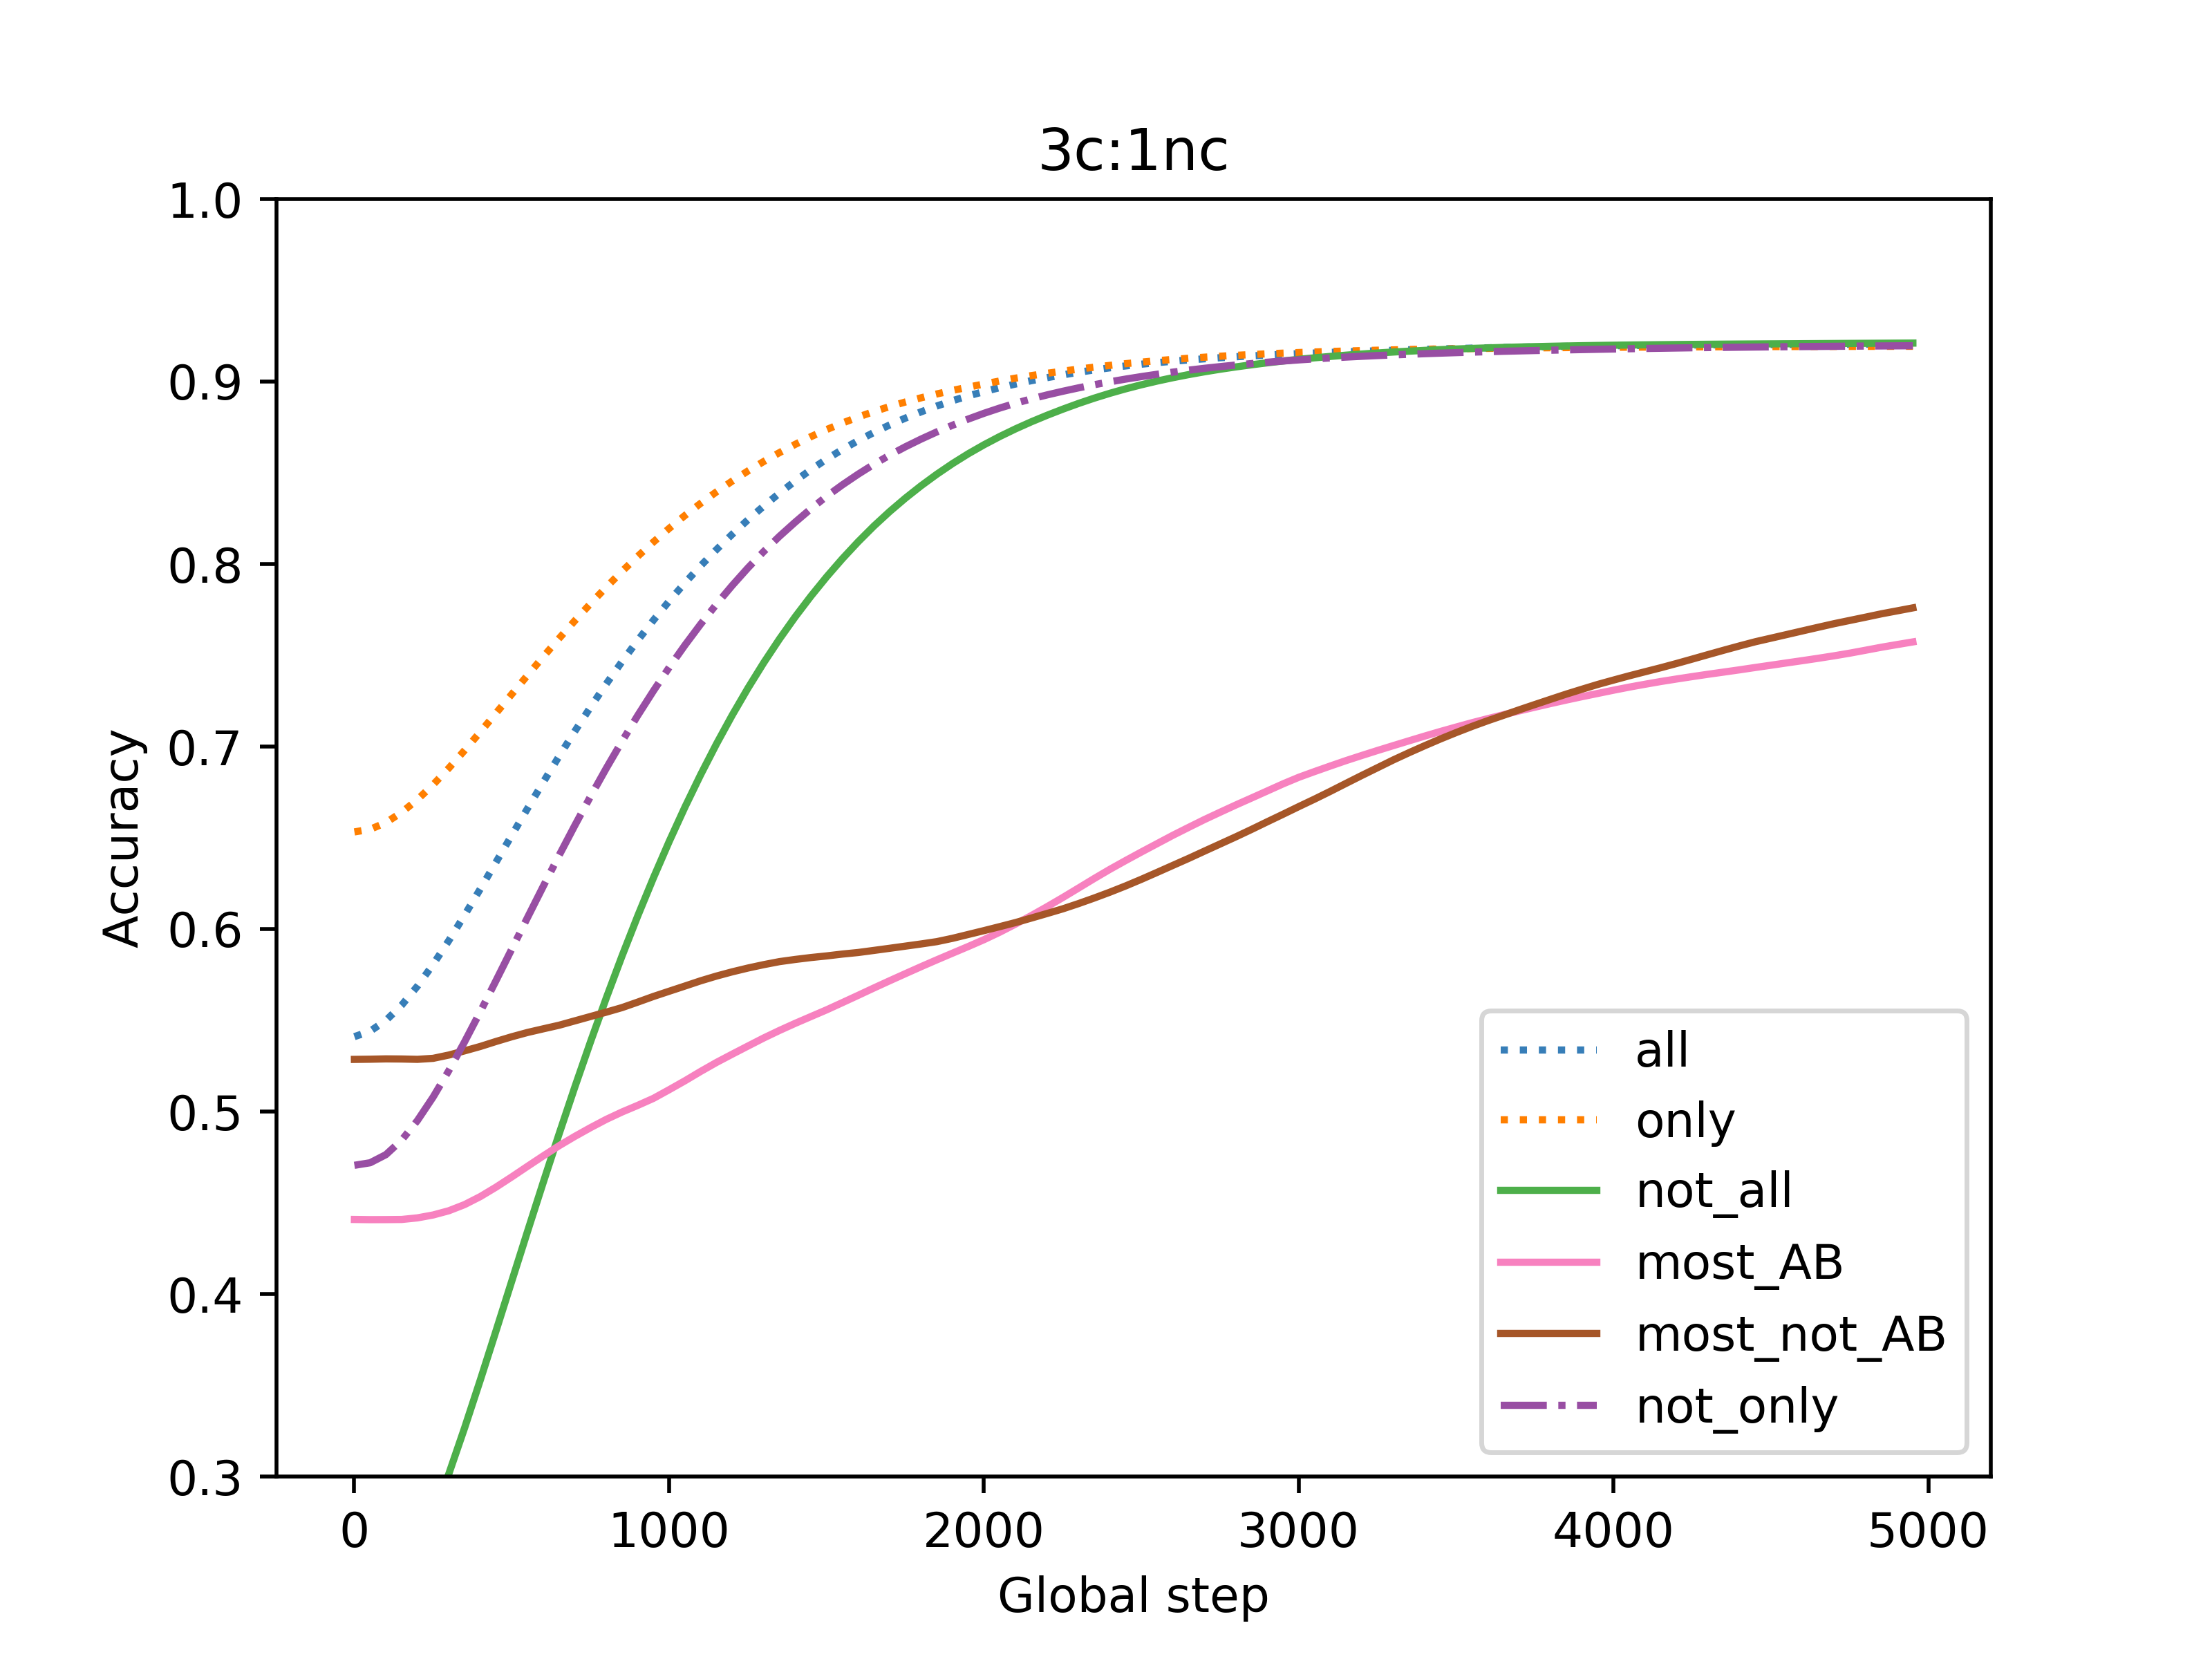 3c:1nc
1.0
0.9
0.8
0.7
0.6
0.5
0.4
0.3
Accuracy
all
only
not_all
most_AB
most_not_AB
not_only
0 1000 2000 3000 4000 5000
Global step